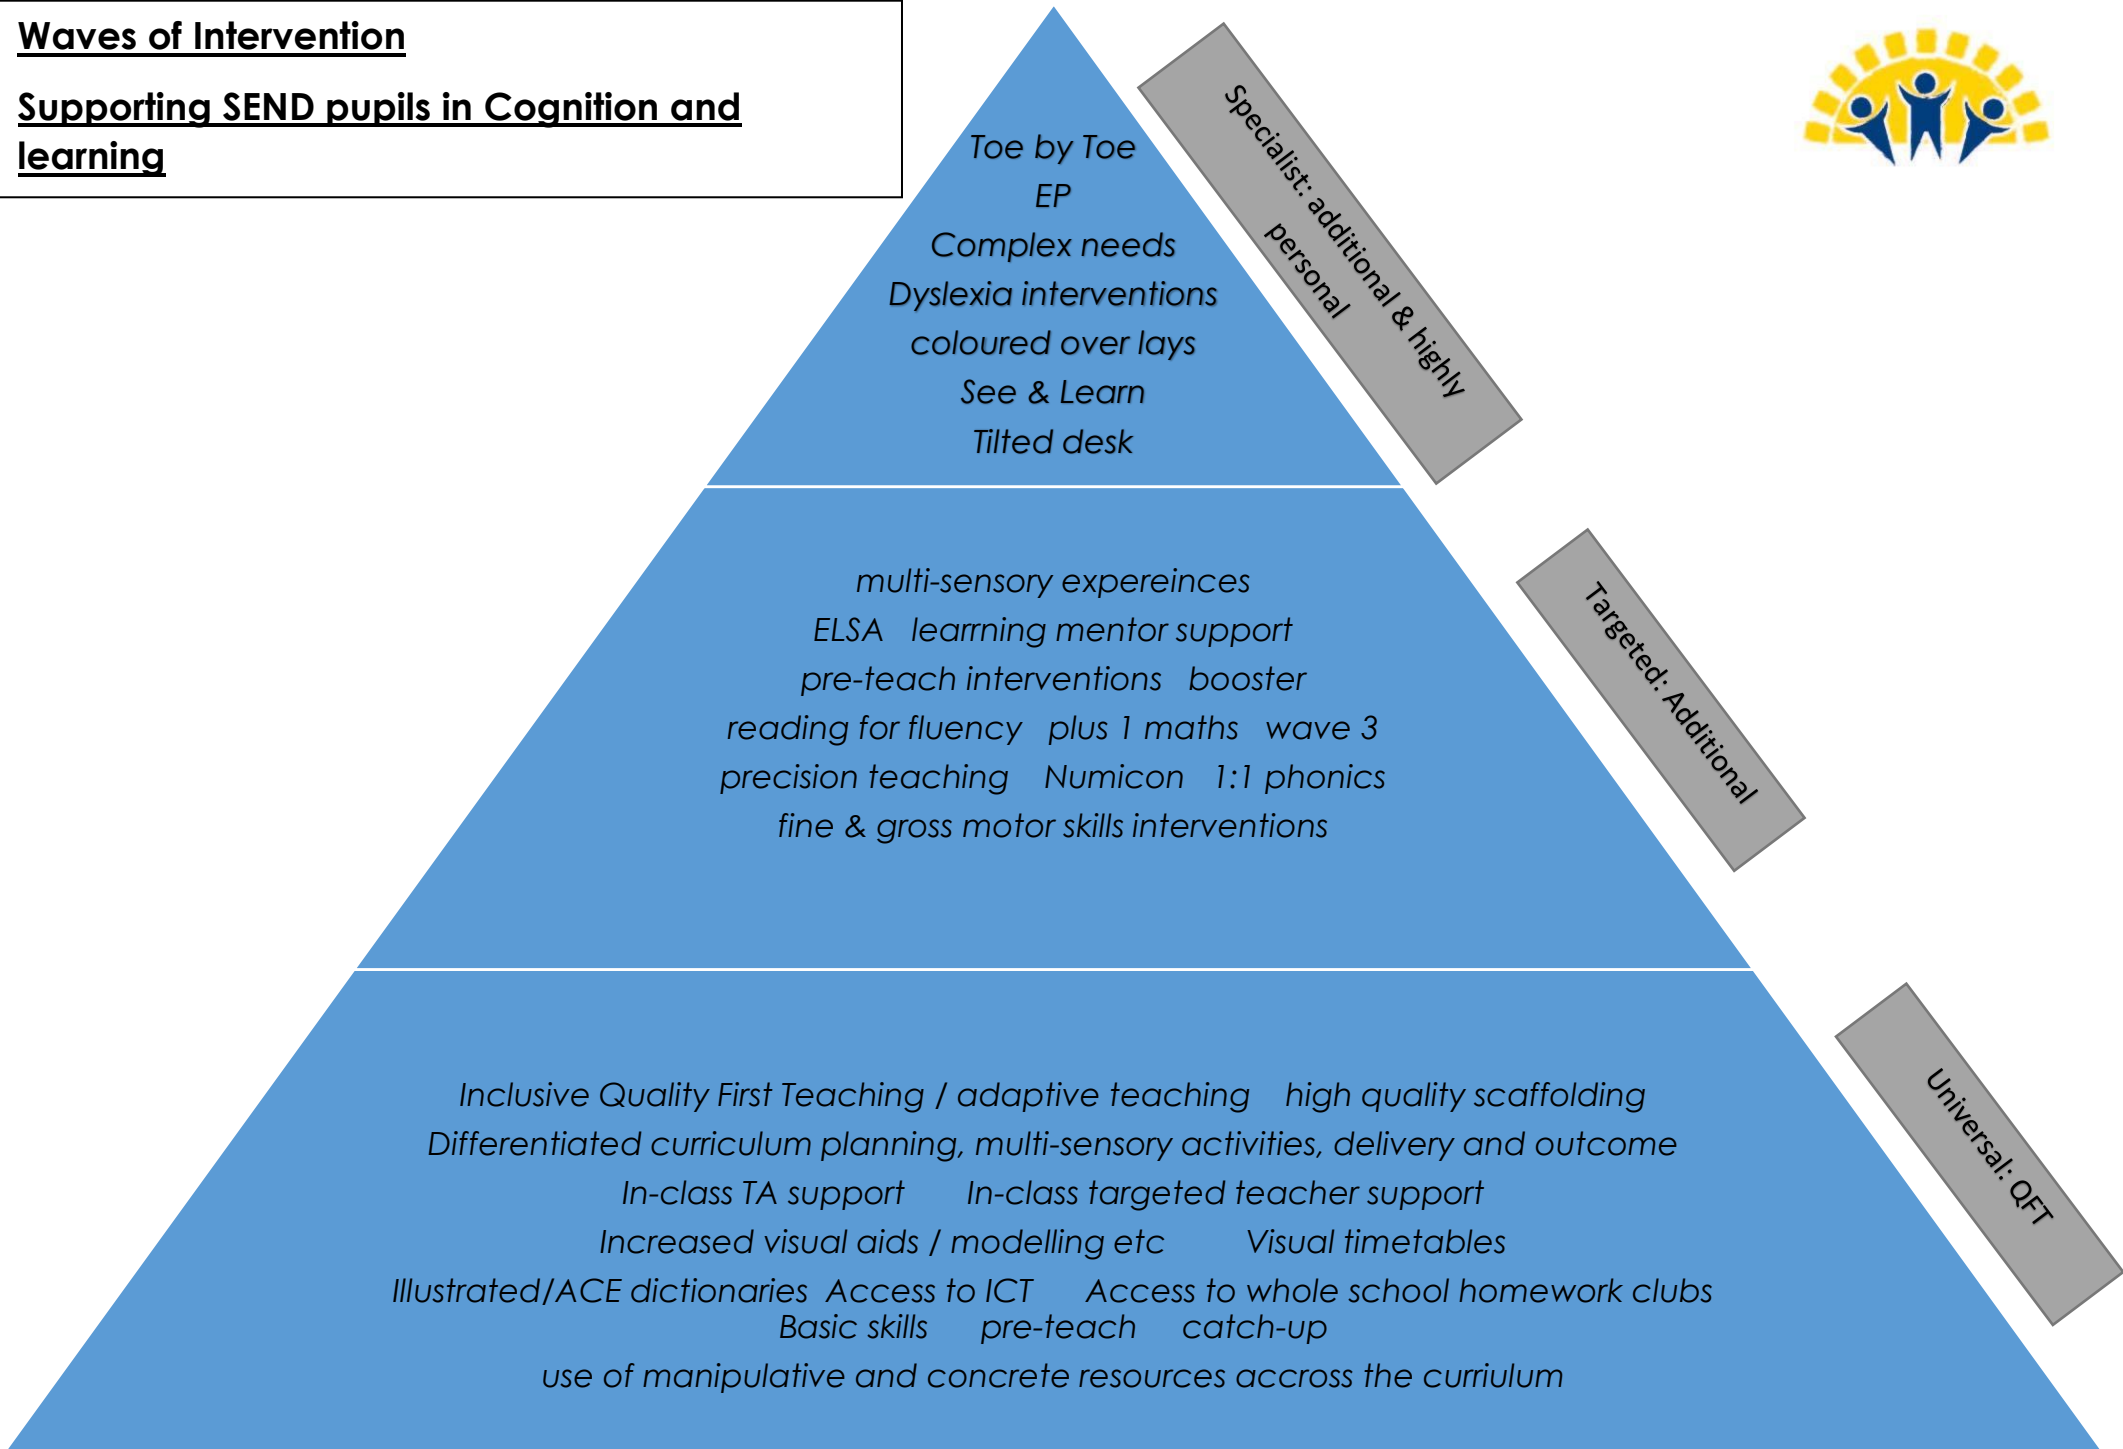 Waves of Intervention
Supporting SEND pupils in Cognition and
learning
Toe by Toe
EP
Complex needs
Dyslexia interventions
coloured over lays
See & Learn
Tilted desk
Specialist: additional & highly
personal
multi-sensory expereinces
ELSA learrning mentor support
pre-teach interventions booster
reading for fluency plus 1 maths wave 3
precision teaching Numicon 1:1 phonics
fine & gross motor skills interventions
Targeted: Additional
Inclusive Quality First Teaching / adaptive teaching high quality scaffolding
Differentiated curriculum planning, multi-sensory activities, delivery and outcome
In-class TA support In-class targeted teacher support
Increased visual aids / modelling etc Visual timetables
Illustrated/ACE dictionaries Access to ICT Access to whole school homework clubs
Basic skills pre-teach catch-up
use of manipulative and concrete resources accross the curriulum
Universal: QFT